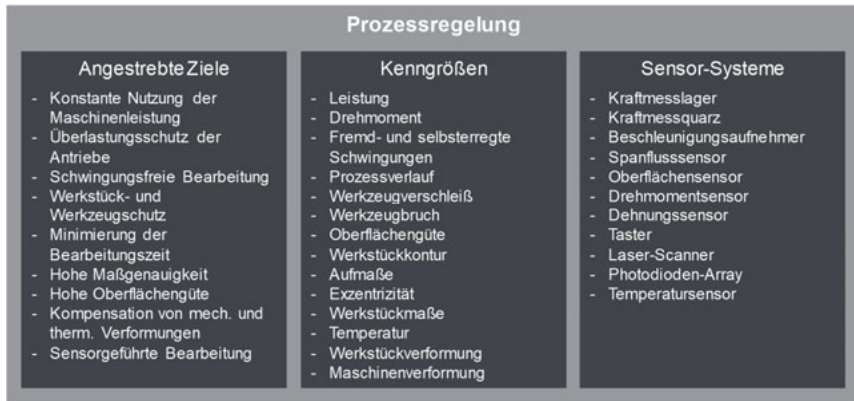 Prozessregelung
Angestrebte Ziele
- Konstante Nutzung der
Maschinenleistung
- Überlastungsschutz der
Antriebe
- Schwingungsfreie Bearbeitung
- Werkstück- und
Werkzeugschutz
- Minimierung der
Bearbeitungszeit
- Hohe Maßgenauigkeit
- Hohe Oberflächengüte
- Kompensation von mech. und
therm. Verformungen
- Sensorgeführte Bearbeitung
Kenngrößen
- Leistung
- Drehmoment
- Fremd- und selbsterregte
Schwingungen
- Prozessverlauf
- Werkzeugverschleiß
- Werkzeugbruch
- Oberflächengüte
- Werkstückkontur
- Aufmaße
- Exzentrizität
- Werkstückmaße
- Temperatur
- Werkstückverformung
- Maschinenverformung
Sensor-Systeme
- Kraftmesslager
- Kraftmessquarz
- Beschleunigungsaufnehmer
- Spanflusssensor
- Oberflächensensor
- Drehmomentsensor
- Dehnungssensor
- Taster
- Laser-Scanner
- Photodioden-Array
- Temperatursensor